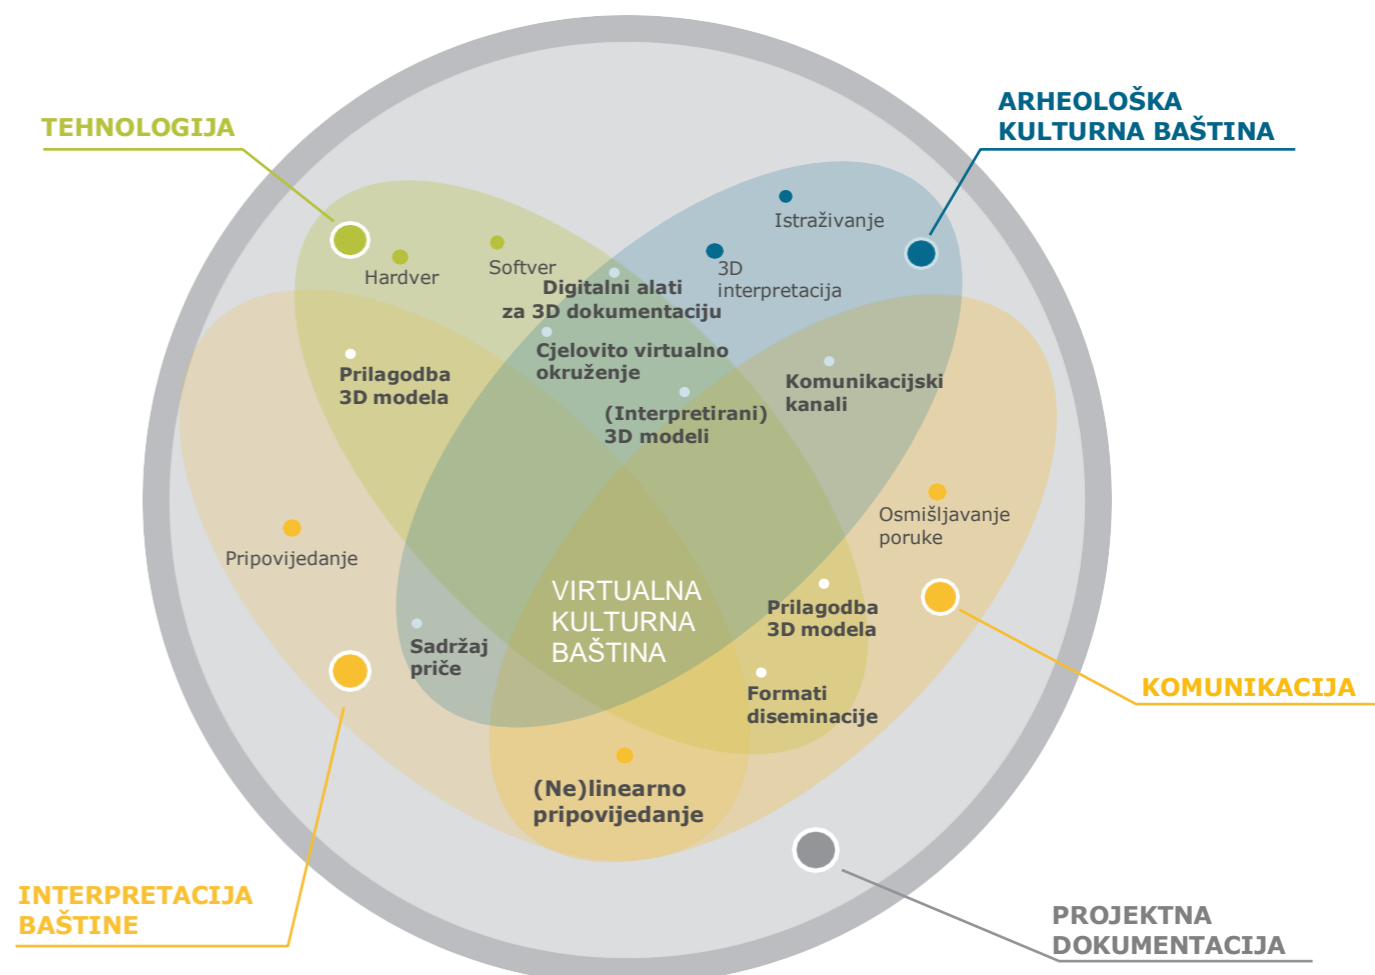 TEHNOLOGIJA
ARHEOLOŠKA
KULTURNA BAŠTINA
Istraživanje
Hardver
Softver
3D
interpretacija
Digitalni alati
za 3D dokumentaciju
Cjelovito virtualno
okruženje
Prilagodba
3D modela
(Interpretirani)
3D modeli
Komunikacijski
kanali
Osmišljavanje
poruke
Pripovijedanje
VIRTUALNA
KULTURNA
BAŠTINA
Prilagodba
3D modela
Sadržaj
priče
Formati
diseminacije
KOMUNIKACIJA
(Ne)linearno
pripovijedanje
INTERPRETACIJA
BAŠTINE
PROJEKTNA
DOKUMENTACIJA